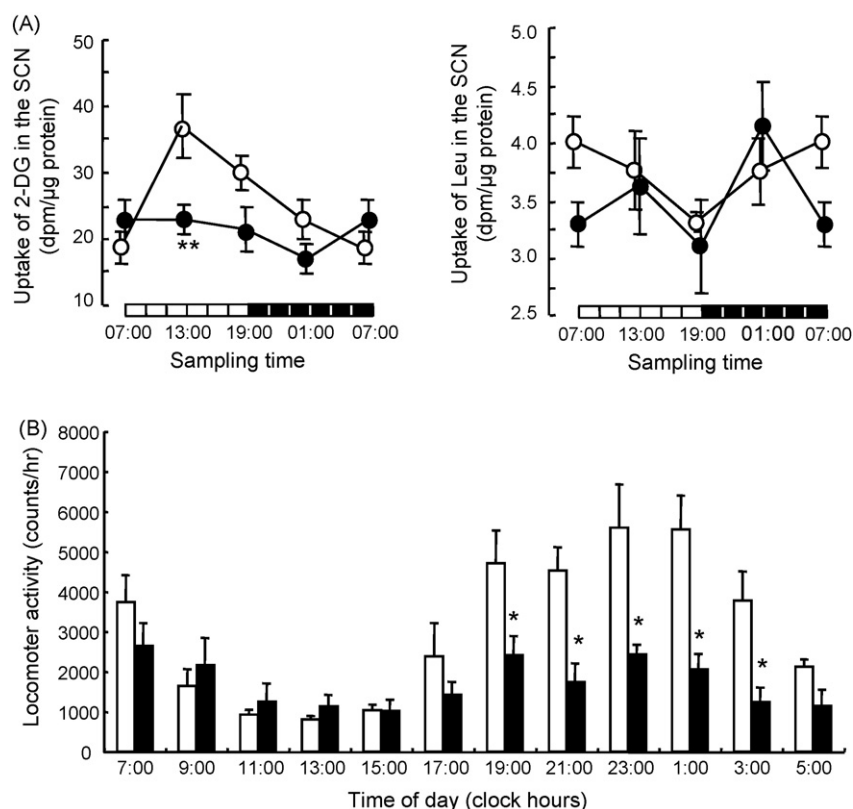 (A)
Uptake of 2-DG in the SCN
(dpm/µg protein)
50
40
30
20
10
**
07:00 13:00 19:00 01:00 07:00
Sampling time
Uptake of Leu in the SCN
(dpm/µg protein)
5.0
4.5
4.0
3.5
3.0
2.5
07:00 13:00 19:00 01:00 07:00
Sampling time
(B)
Locomoter activity (counts/hr)
8000
7000
6000
5000
4000
3000
2000
1000
0
* * * * *
7:00 9:00 11:00 13:00 15:00 17:00 19:00 21:00 23:00 1:00 3:00 5:00
Time of day (clock hours)